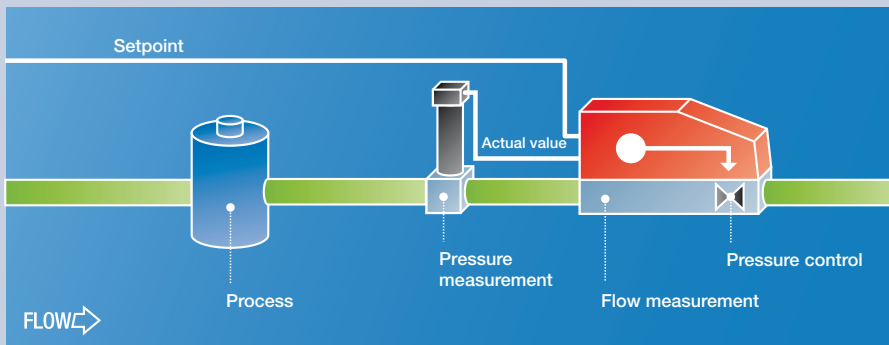 Setpoint
Actual value
Pressure
measurement
Pressure control
Process
Flow measurement
FLOW